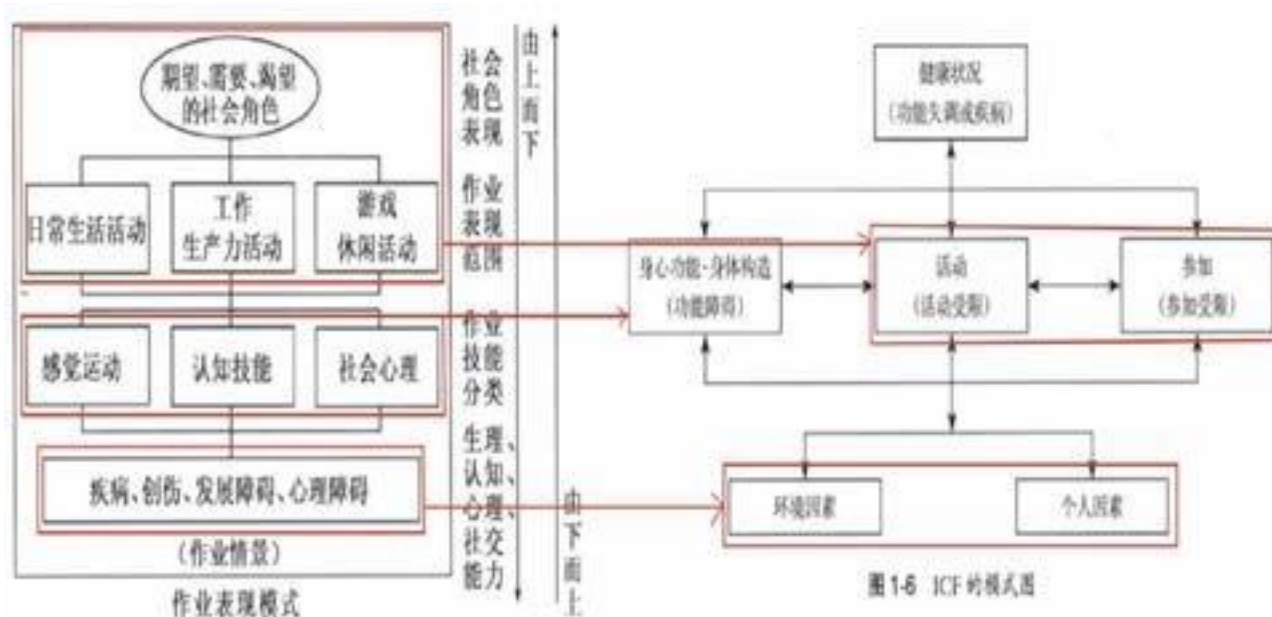 期望、需要、渴望
的社会角色
日常生活活动
工作
生产力活动
游戏
休闲活动
感觉运动
认知技能
社会心理
疾病、创伤、发展障碍、心理障碍
(作业情景)
作业表现模式
社会角色表现
作业表现范围
作业技能分类
生理、认知、心理、社交能力
由上而下
由下而上
健康状况
(功能失调或疾病)
身心功能·身体构造
(功能障碍)
活动
(活动受限)
参加
(参加受限)
环境因素
个人因素
图 1-6 ICF 的模式图